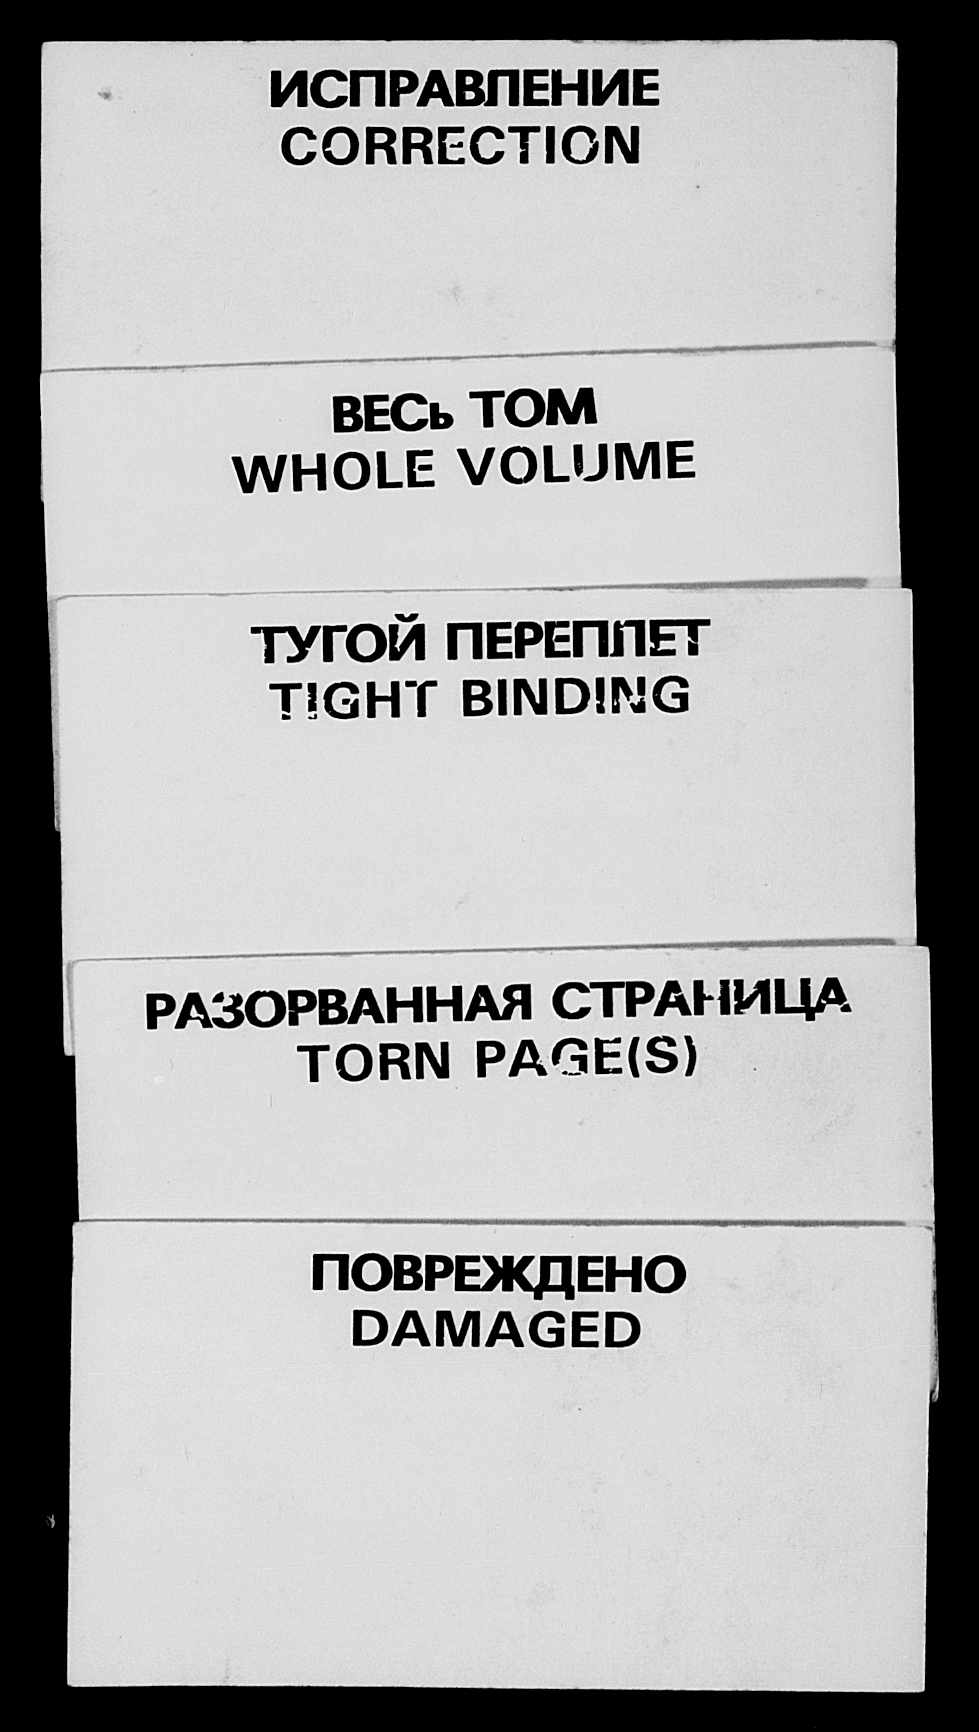 ИСПРАВЛЕНИЕ
CORRECTION
ВЕСЬ ТОМ
WHOLE VOLUME
ТУГОЙ ПЕРЕПЛЕТ
TIGHT BINDING
РАЗОРВАННАЯ СТРАНИЦА
TORN PAGE(S)
ПОВРЕЖДЕНО
DAMAGED